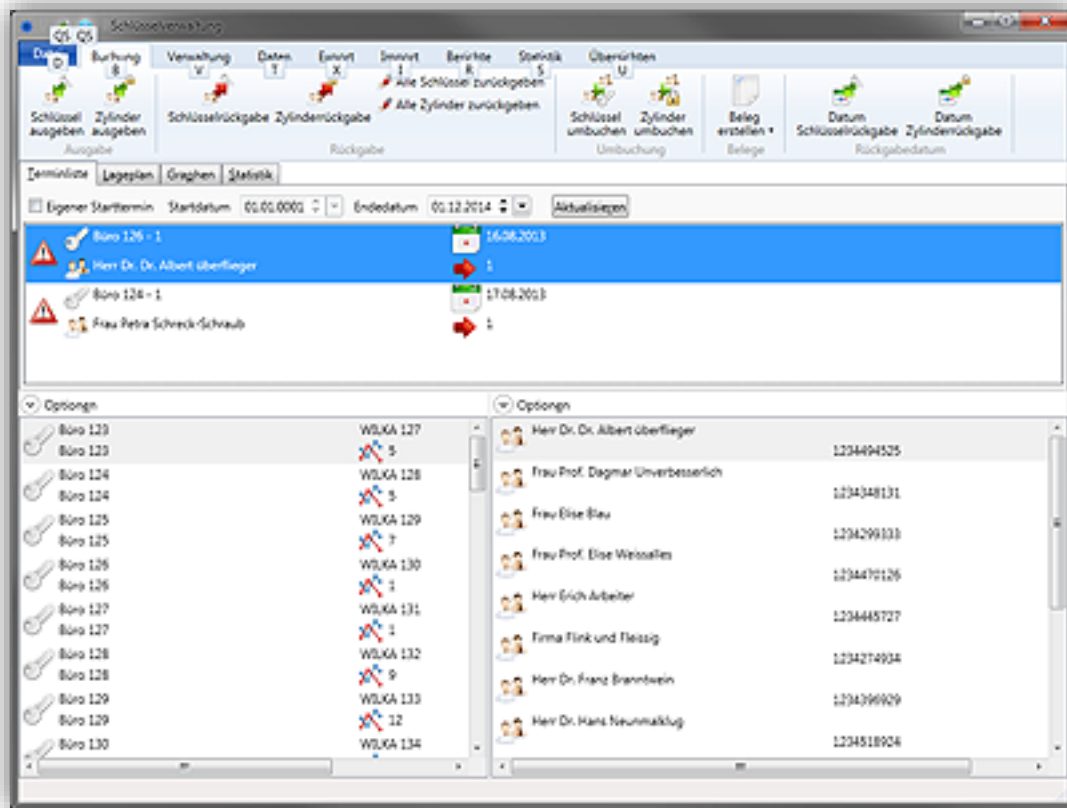 Schlüsselverwaltung
QS QS
Datei Buchung Verwaltung Daten Export Import Berichte Statistik Übersichten
D B V T X I R S U
Schlüssel ausgeben
Zylinder ausgeben
Ausgabe
Schlüsselrückgabe Zylinderrückgabe
Alle Schlüssel zurückgeben
Alle Zylinder zurückgeben
Rückgabe
Schlüssel umbuchen
Zylinder umbuchen
Umbuchung
Beleg erstellen
Belege
Datum Schlüsselrückgabe
Datum Zylinderrückgabe
Rückgabedatum
Terminliste Lageplan Graphen Statistik
Eigener Starttermin Startdatum 01.01.0001 Endedatum 01.12.2014 Aktualisieren
Büro 126 - 1 16.08.2013
Herr Dr. Dr. Albert überflieger 1
Büro 124 - 1 17.08.2013
Frau Petra Schreck-Schraub 1
Optionen
Büro 123 WILKA 127
Büro 123 5
Büro 124 WILKA 128
Büro 124 5
Büro 125 WILKA 129
Büro 125 7
Büro 126 WILKA 130
Büro 126 1
Büro 127 WILKA 131
Büro 127 1
Büro 128 WILKA 132
Büro 128 9
Büro 129 WILKA 133
Büro 129 12
Büro 130 WILKA 134
Optionen
Herr Dr. Dr. Albert überflieger
1234494525
Frau Prof. Dagmar Unverbesserlich
1234348131
Frau Elise Blau
1234299333
Frau Prof. Elise Weissalles
1234470126
Herr Erich Arbeiter
1234445727
Firma Flink und Fleissig
1234274934
Herr Dr. Franz Branntwein
1234396929
Herr Dr. Hans Neunmalklug
1234518924